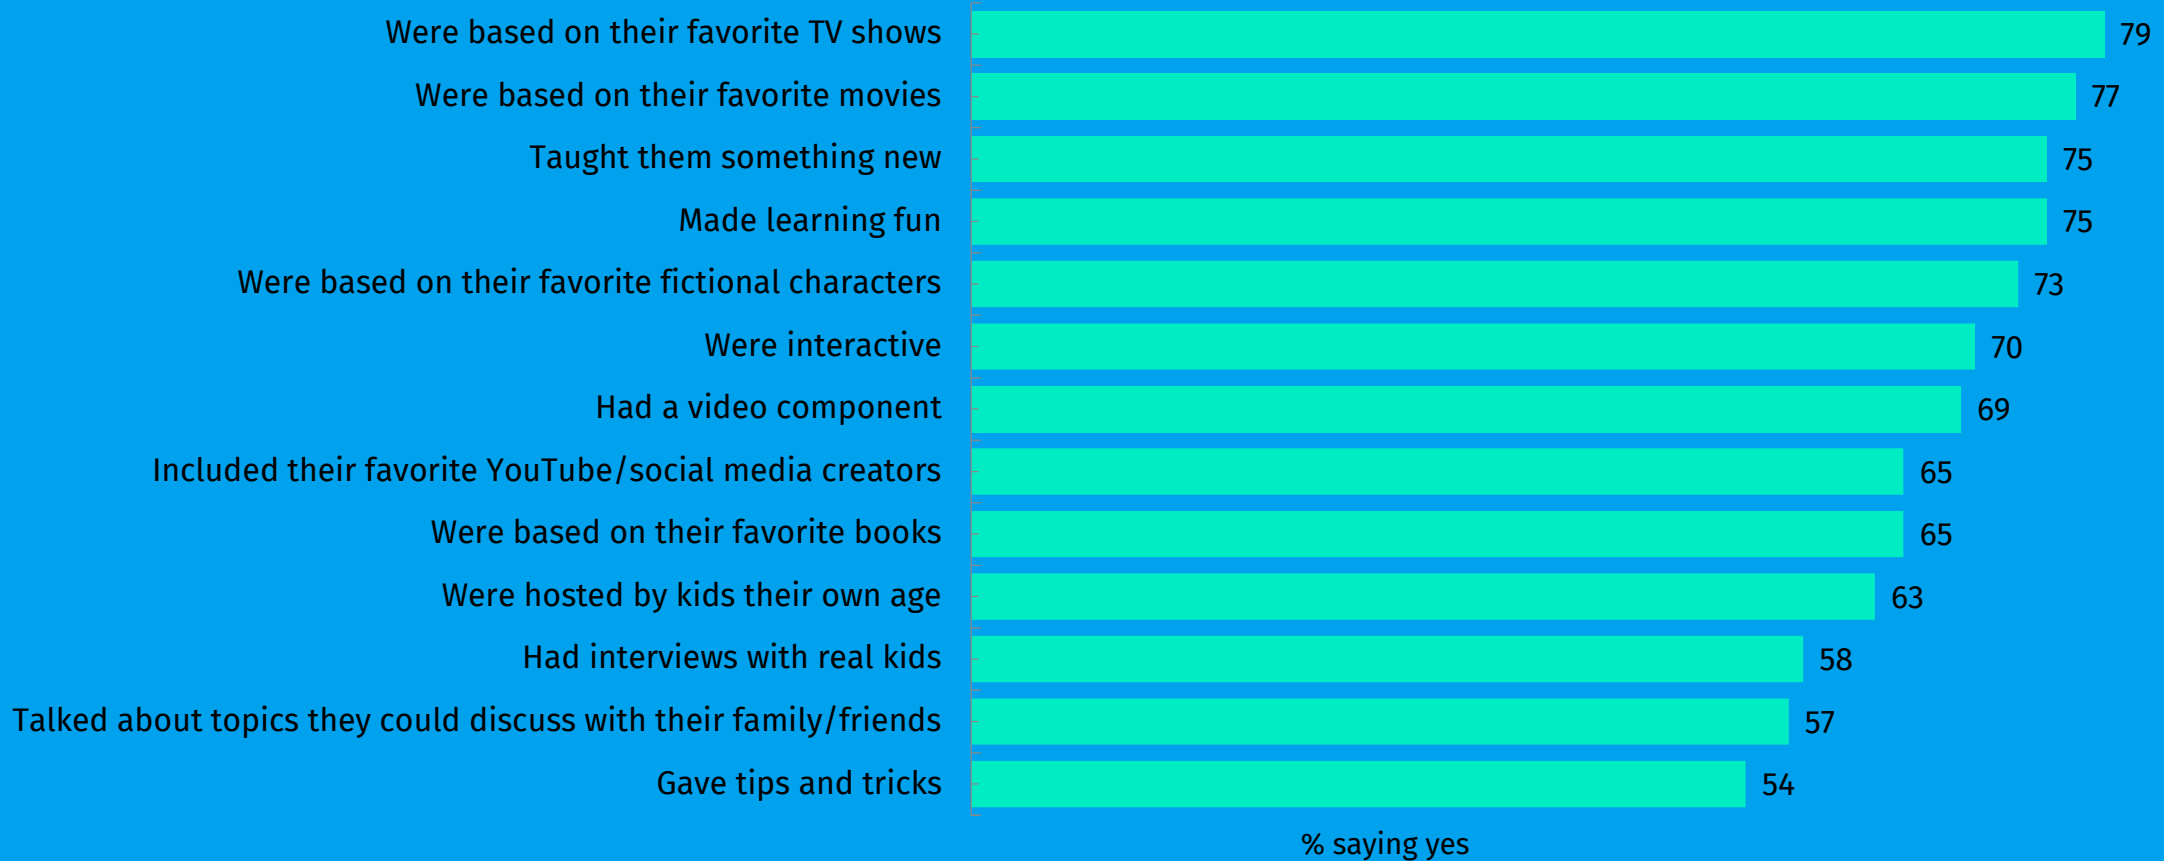 Were based on their favorite TV shows 79
Were based on their favorite movies 77
Taught them something new 75
Made learning fun 75
Were based on their favorite fictional characters 73
Were interactive 70
Had a video component 69
Included their favorite YouTube/social media creators 65
Were based on their favorite books 65
Were hosted by kids their own age 63
Had interviews with real kids 58
Talked about topics they could discuss with their family/friends 57
Gave tips and tricks 54
% saying yes